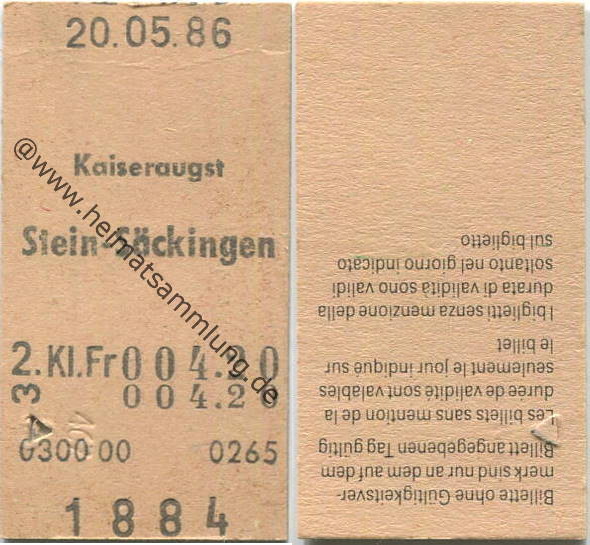 20.05.86
Kaiseraugst
Stein-Säckingen
2. Kl. Fr 004.20
3
004.20
0300 00 0265
1884
@www.heimatsammlung.de
Billette ohne Gültigkeitsver-
merk sind nur an dem auf dem
Billett angegebenen Tag gültig
Les billets sans mention de la
durée de validité sont valables
seulement le jour indiqué sur
le billet
I biglietti senza menzione della
durata di validità sono validi
soltanto nel giorno indicato
sul biglietto